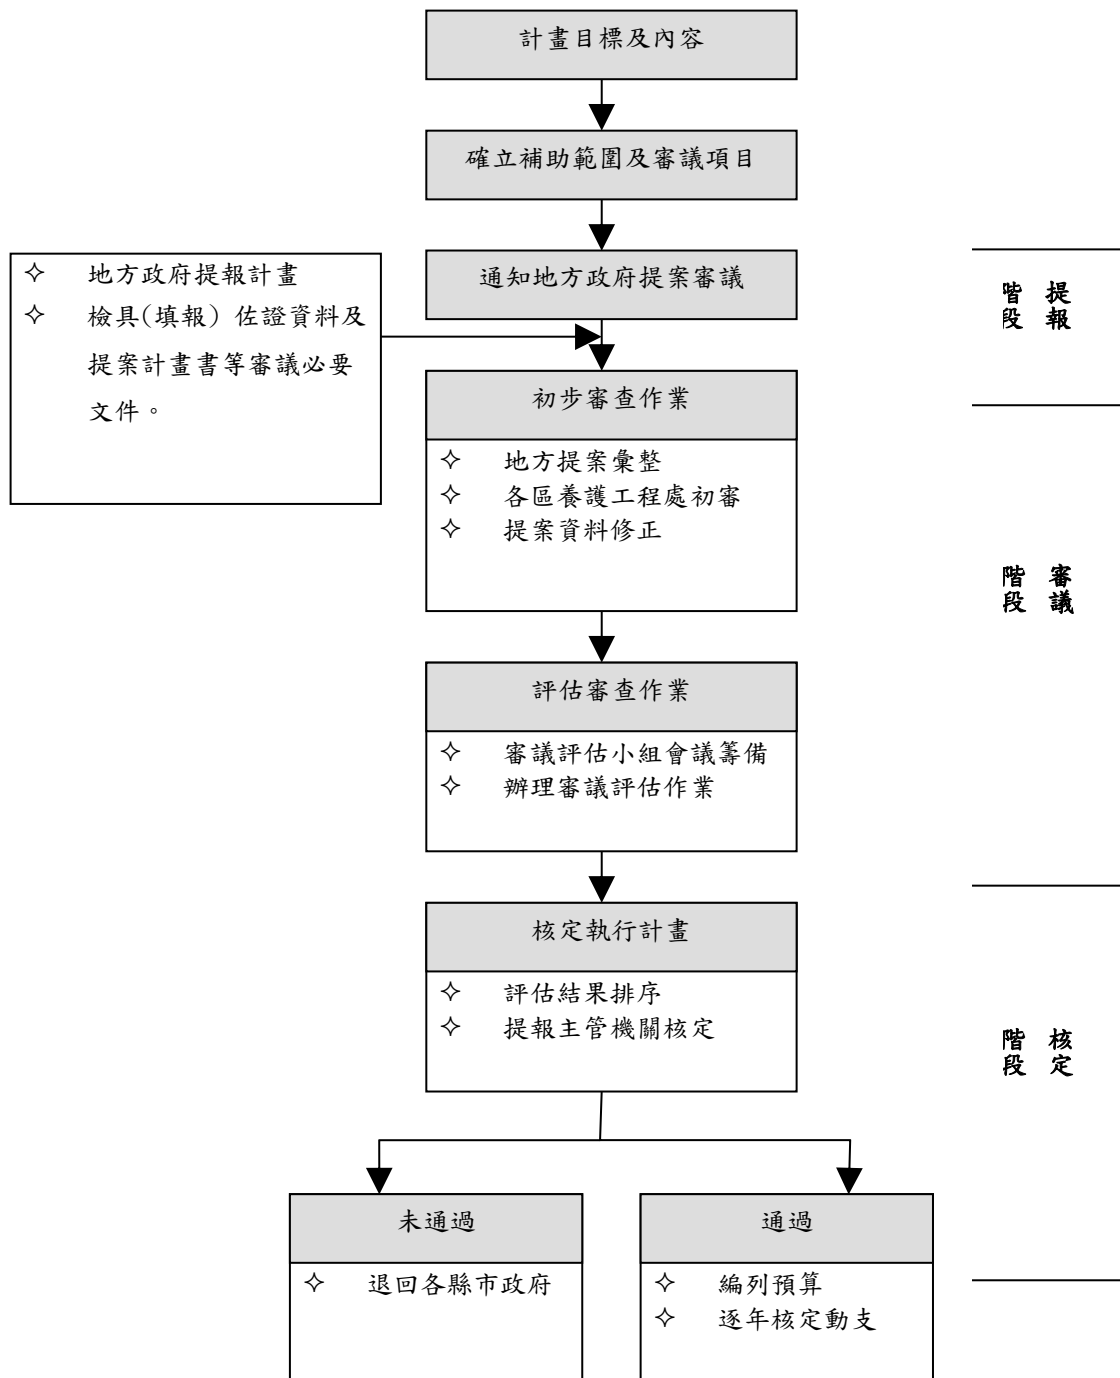 計畫目標及內容
確立補助範圍及審議項目
通知地方政府提案審議
✧ 地方政府提報計畫
✧ 檢具(填報) 佐證資料及
提案計畫書等審議必要
文件。
提報
階段
初步審查作業
✧ 地方提案彙整
✧ 各區養護工程處初審
✧ 提案資料修正
審議
階段
評估審查作業
✧ 審議評估小組會議籌備
✧ 辦理審議評估作業
核定執行計畫
✧ 評估結果排序
✧ 提報主管機關核定
核定
階段
未通過
✧ 退回各縣市政府
通過
✧ 編列預算
✧ 逐年核定動支